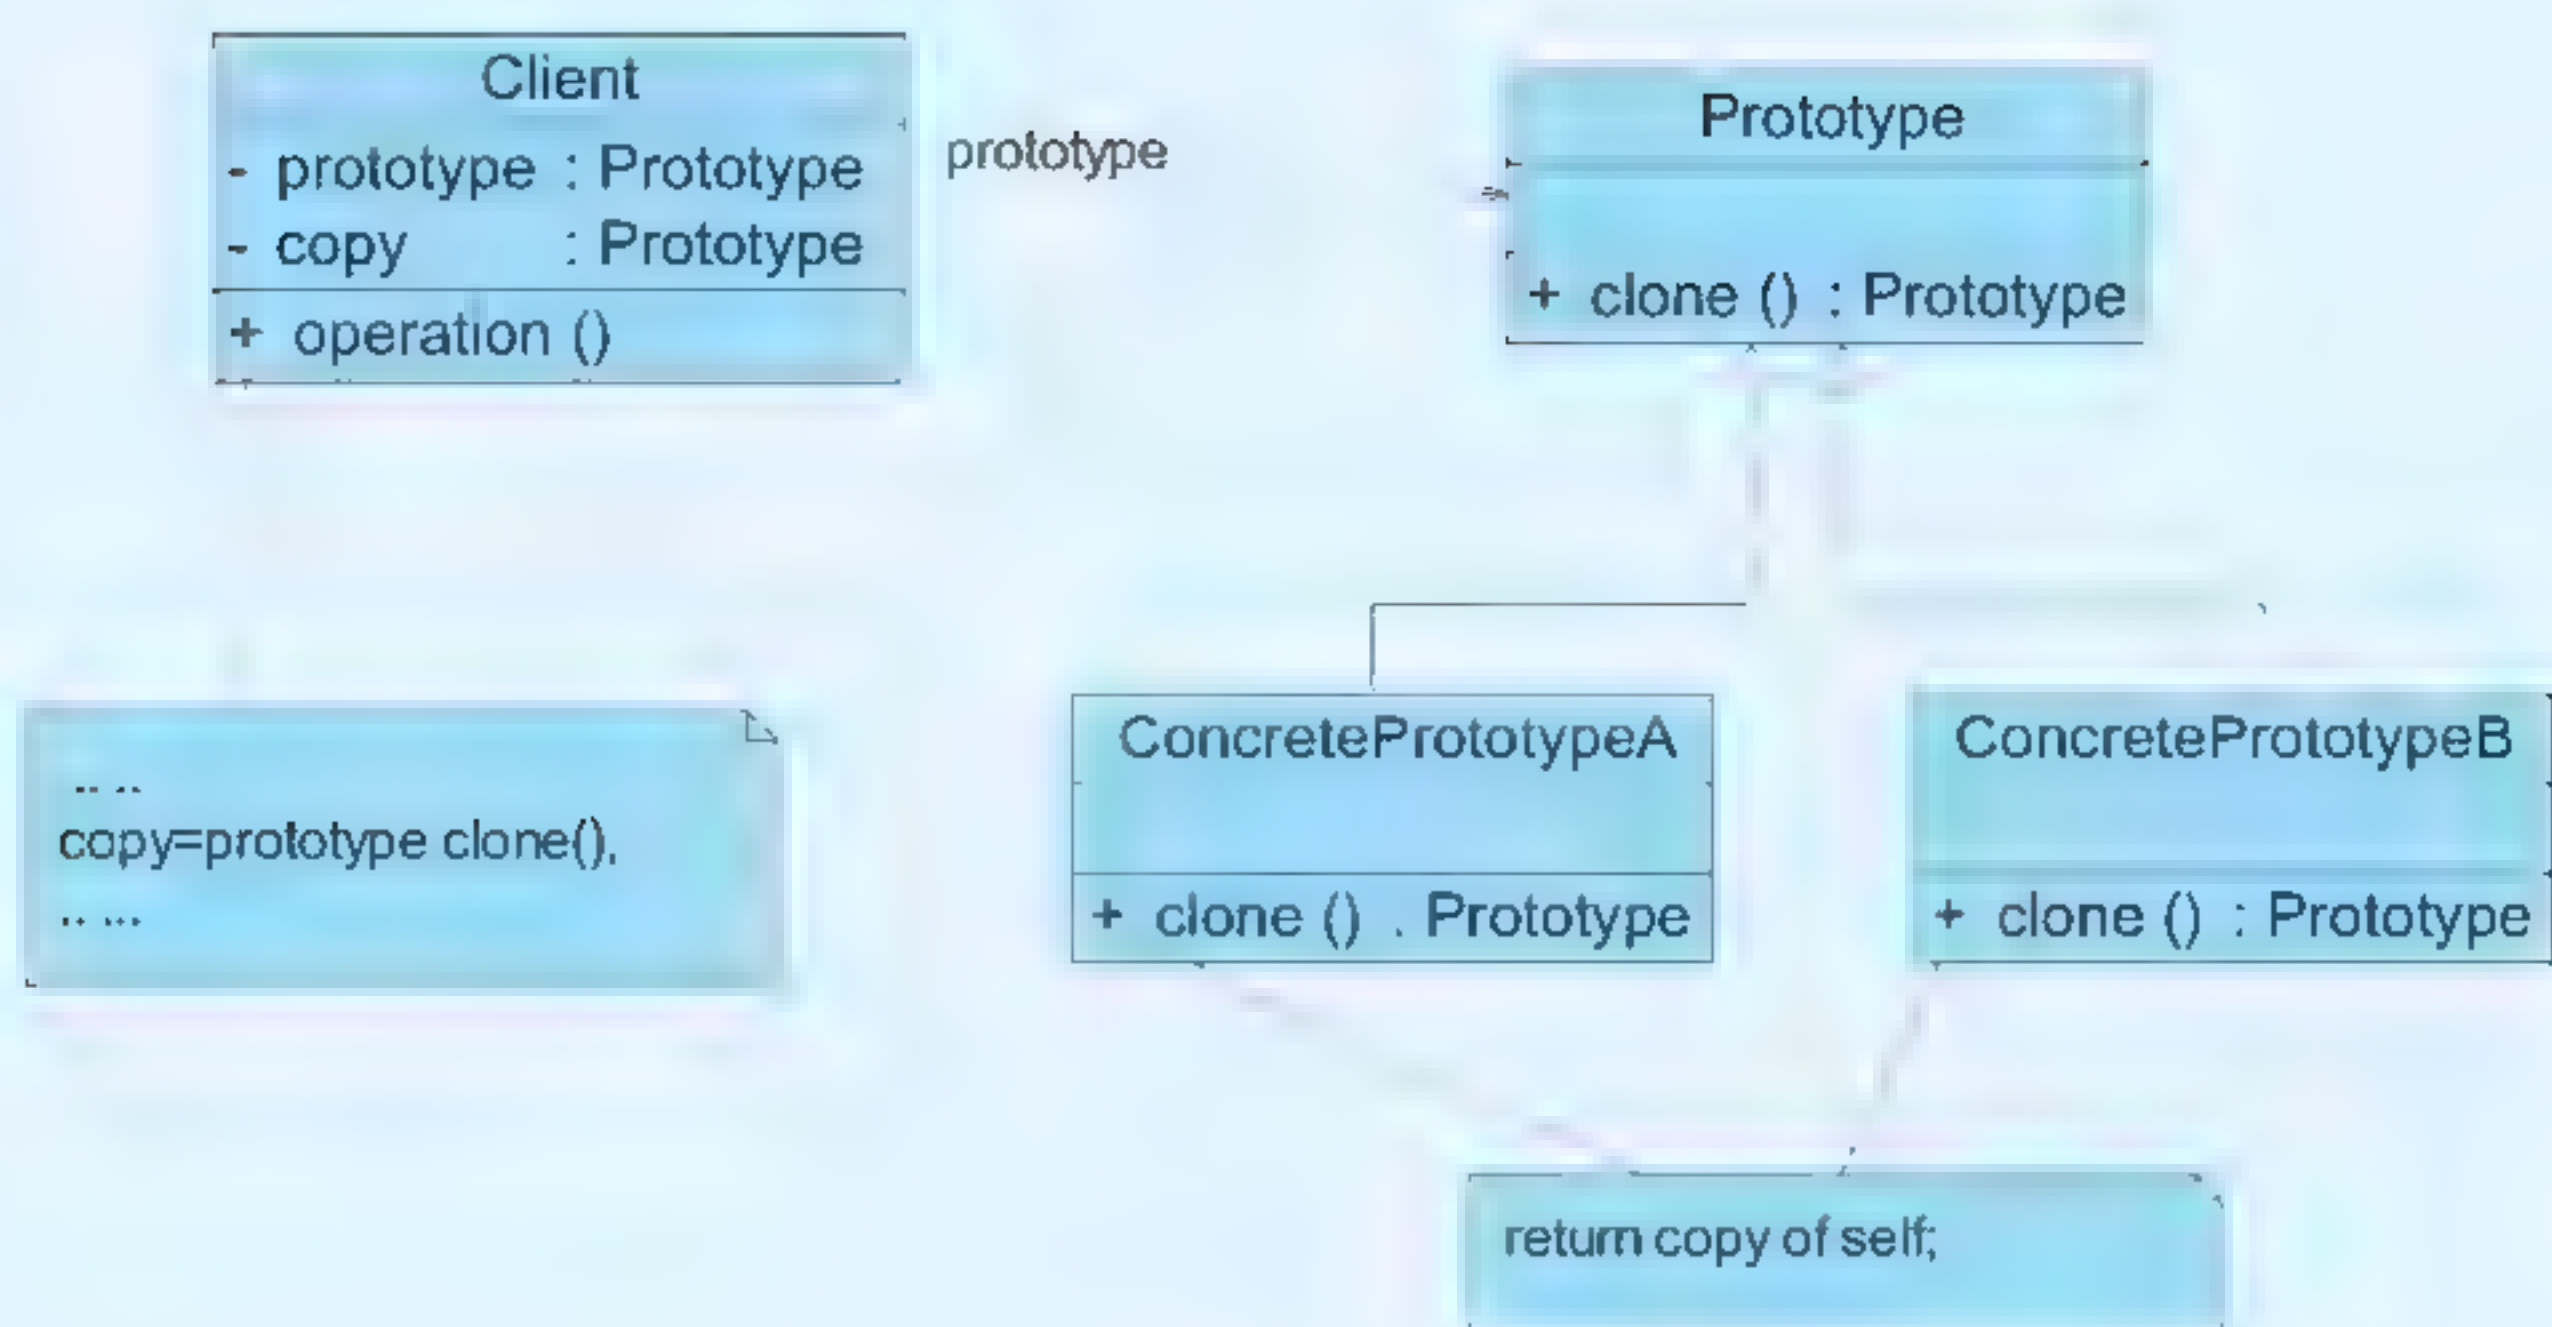 Client
- prototype : Prototype
- copy : Prototype
+ operation ()
prototype
Prototype
+ clone () : Prototype
.. ..
copy=prototype clone(),
.. ...
ConcretePrototypeA
+ clone () . Prototype
ConcretePrototypeB
+ clone () : Prototype
return copy of self;